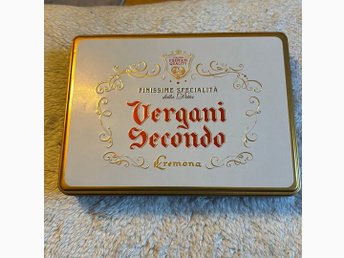 FINISSIME SPECIALITÀ
della Ditta
Vergani
Secondo
Cremona